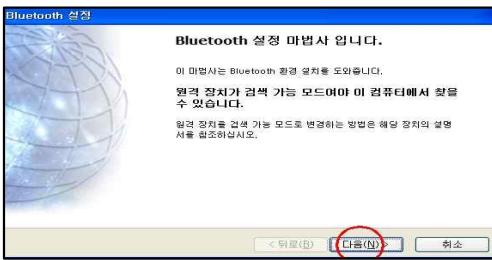 Bluetooth 설정
Bluetooth 설정 마법사 입니다.
이 마법사는 Bluetooth 환경 설치를 도와줍니다.
원격 장치가 검색 가능 모드여야 이 컴퓨터에서 찾을
수 있습니다.
원격 장치를 검색 가능 모드로 변경하는 방법은 해당 장치의 설명
서를 참조하십시오.
< 뒤로(B) 다음(N) > 취소